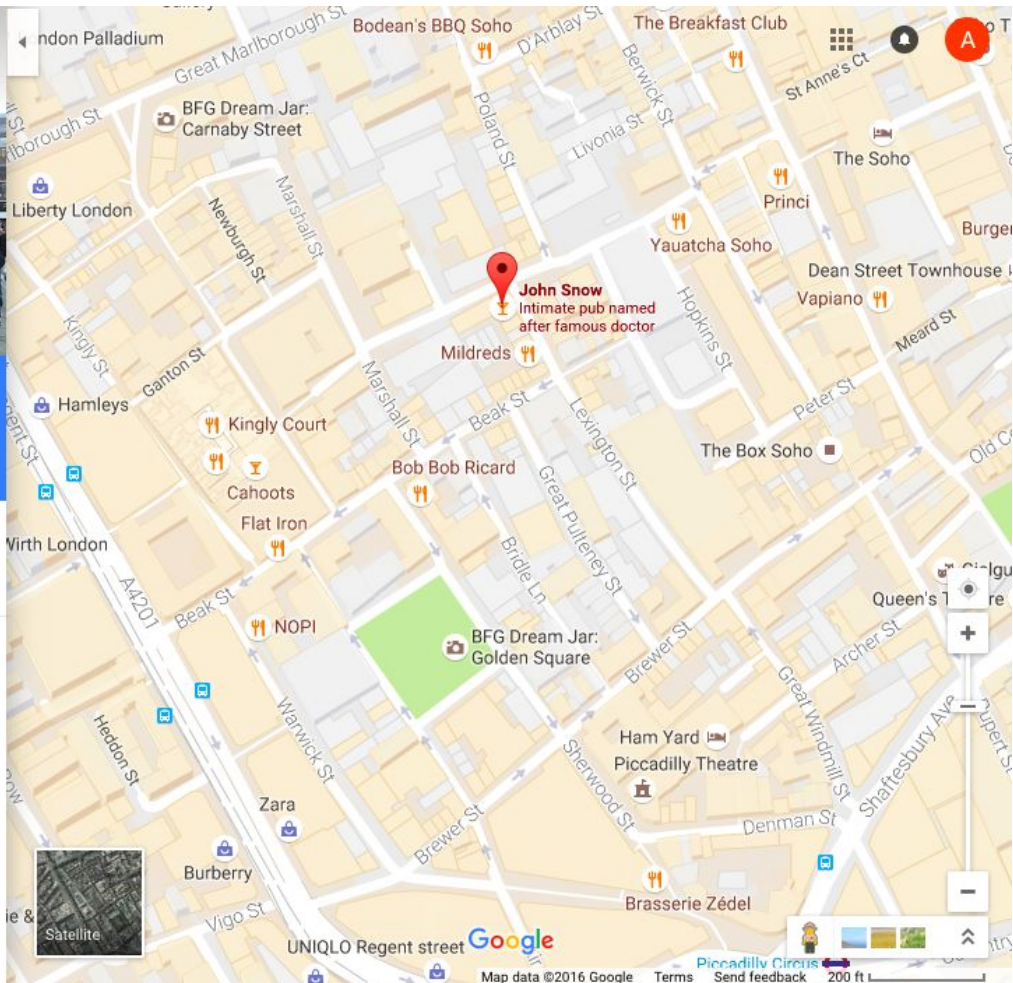 ndon Palladium
Great Marlborough St
Bodean's BBQ Soho
D'Arblay St
The Breakfast Club
A
Berwick St
St Anne's Ct
BFG Dream Jar:
Carnaby Street
Poland St
Livonia St
The Soho
lborough St
Liberty London
Newburgh St
Marshall St
Princi
Yauatcha Soho
Burger
Dean Street Townhouse
Vapiano
John Snow
Intimate pub named
after famous doctor
Hopkins St
Meard St
Kingly St
Ganton St
Mildreds
Hamleys
Marshall St
Beak St
Peter St
Kingly Court
Lexington St
The Box Soho
Old Co
Cahoots
Bob Bob Ricard
Great Pulteney St
Flat Iron
Wirth London
Bridle Ln
A4201
Beak St
Queen's T
re
NOPI
BFG Dream Jar:
Golden Square
Brewer St
Archer St
Great Windmill St
Warwick St
Heddon St
Ham Yard
Piccadilly Theatre
Sherwood St
Shaftesbury Ave
Rupert St
Zara
Denman St
Brewer St
Burberry
Brasserie Zédel
Vigo St
Satellite
UNIQLO Regent street
Google
Piccadilly Circus
Map data ©2016 Google Terms Send feedback 200 ft